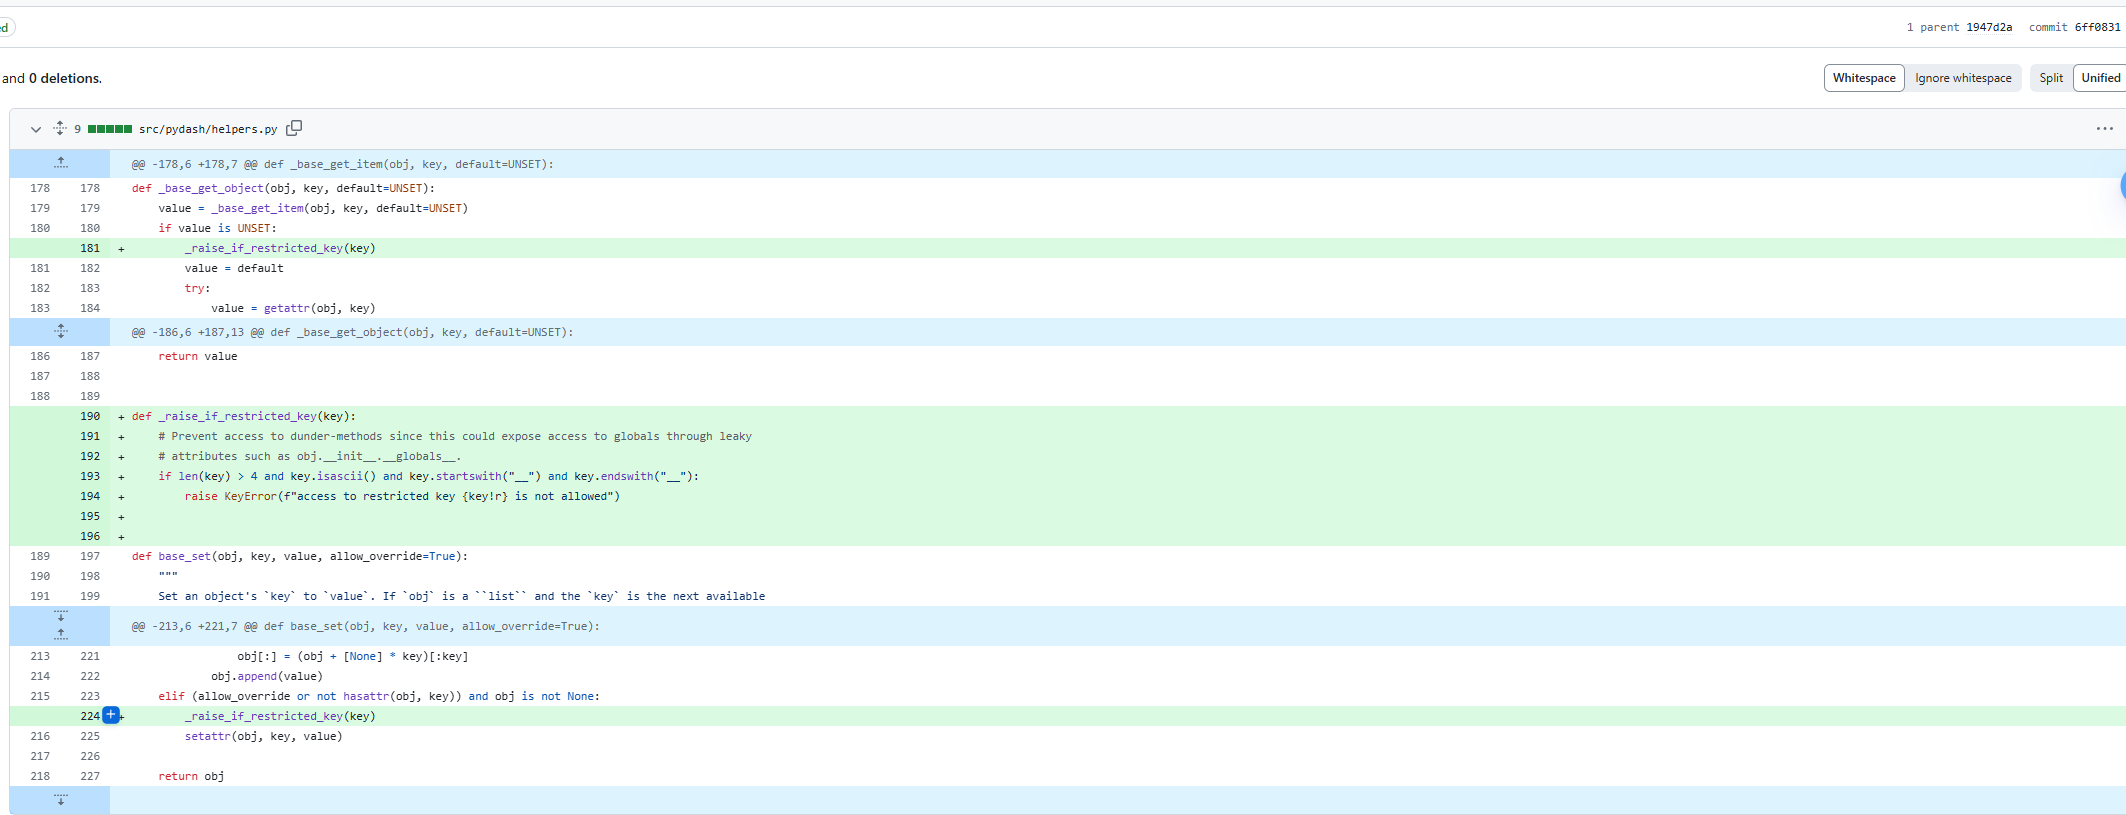 ed
1 parent 1947d2a commit 6ff0831
and 0 deletions.
Whitespace Ignore whitespace Split Unified
9 src/pydash/helpers.py
@@ -178,6 +178,7 @@ def _base_get_item(obj, key, default=UNSET):
178 178 def _base_get_object(obj, key, default=UNSET):
179 179 value = _base_get_item(obj, key, default=UNSET)
180 180 if value is UNSET:
181 + _raise_if_restricted_key(key)
181 182 value = default
182 183 try:
183 184 value = getattr(obj, key)
@@ -186,6 +187,13 @@ def _base_get_object(obj, key, default=UNSET):
186 187 return value
187 188
188 189
190 + def _raise_if_restricted_key(key):
191 + # Prevent access to dunder-methods since this could expose access to globals through leaky
192 + # attributes such as obj.__init__.__globals__.
193 + if len(key) > 4 and key.isascii() and key.startswith("__") and key.endswith("__"):
194 + raise KeyError(f"access to restricted key {key!r} is not allowed")
195 +
196 +
189 197 def base_set(obj, key, value, allow_override=True):
190 198 """
191 199 Set an object's `key` to `value`. If `obj` is a ``list`` and the `key` is the next available
@@ -213,6 +221,7 @@ def base_set(obj, key, value, allow_override=True):
213 221 obj[:] = (obj + [None] * key)[:key]
214 222 obj.append(value)
215 223 elif (allow_override or not hasattr(obj, key)) and obj is not None:
224 + _raise_if_restricted_key(key)
216 225 setattr(obj, key, value)
217 226
218 227 return obj